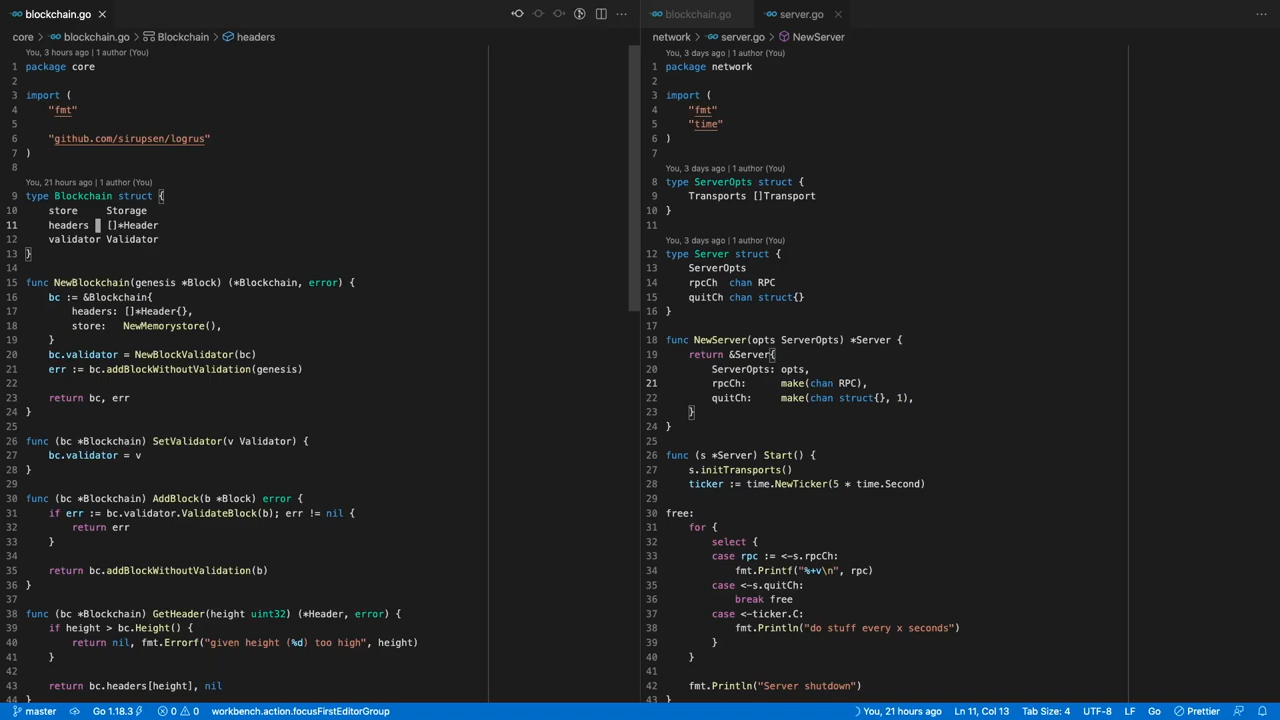 blockchain.go
core > blockchain.go > Blockchain > headers
You, 3 hours ago | 1 author (You)
1 package core
2
3 import (
4 "fmt"
5
6 "github.com/sirupsen/logrus"
7 )
8
You, 21 hours ago | 1 author (You)
9 type Blockchain struct {
10 store Storage
11 headers []*Header
12 validator Validator
13 }
14
15 func NewBlockchain(genesis *Block) (*Blockchain, error) {
16 bc := &Blockchain{
17 headers: []*Header{},
18 store: NewMemorystore(),
19 }
20 bc.validator = NewBlockValidator(bc)
21 err := bc.addBlockWithoutValidation(genesis)
22
23 return bc, err
24 }
25
26 func (bc *Blockchain) SetValidator(v Validator) {
27 bc.validator = v
28 }
29
30 func (bc *Blockchain) AddBlock(b *Block) error {
31 if err := bc.validator.ValidateBlock(b); err != nil {
32 return err
33 }
34
35 return bc.addBlockWithoutValidation(b)
36 }
37
38 func (bc *Blockchain) GetHeader(height uint32) (*Header, error) {
39 if height > bc.Height() {
40 return nil, fmt.Errorf("given height (%d) too high", height)
41 }
42
43 return bc.headers[height], nil
44 }
blockchain.go server.go
network > server.go > NewServer
You, 3 days ago | 1 author (You)
1 package network
2
3 import (
4 "fmt"
5 "time"
6 )
7
You, 3 days ago | 1 author (You)
8 type ServerOpts struct {
9 Transports []Transport
10 }
11
You, 3 days ago | 1 author (You)
12 type Server struct {
13 ServerOpts
14 rpcCh chan RPC
15 quitCh chan struct{}
16 }
17
18 func NewServer(opts ServerOpts) *Server {
19 return &Server{
20 ServerOpts: opts,
21 rpcCh: make(chan RPC),
22 quitCh: make(chan struct{}, 1),
23 }
24 }
25
26 func (s *Server) Start() {
27 s.initTransports()
28 ticker := time.NewTicker(5 * time.Second)
29
30 free:
31 for {
32 select {
33 case rpc := <-s.rpcCh:
34 fmt.Printf("%+v\n", rpc)
35 case <-s.quitCh:
36 break free
37 case <-ticker.C:
38 fmt.Println("do stuff every x seconds")
39 }
40 }
41
42 fmt.Println("Server shutdown")
43 }
master Go 1.18.3 0 0 workbench.action.focusFirstEditorGroup You, 21 hours ago Ln 11, Col 13 Tab Size: 4 UTF-8 LF Go Prettier